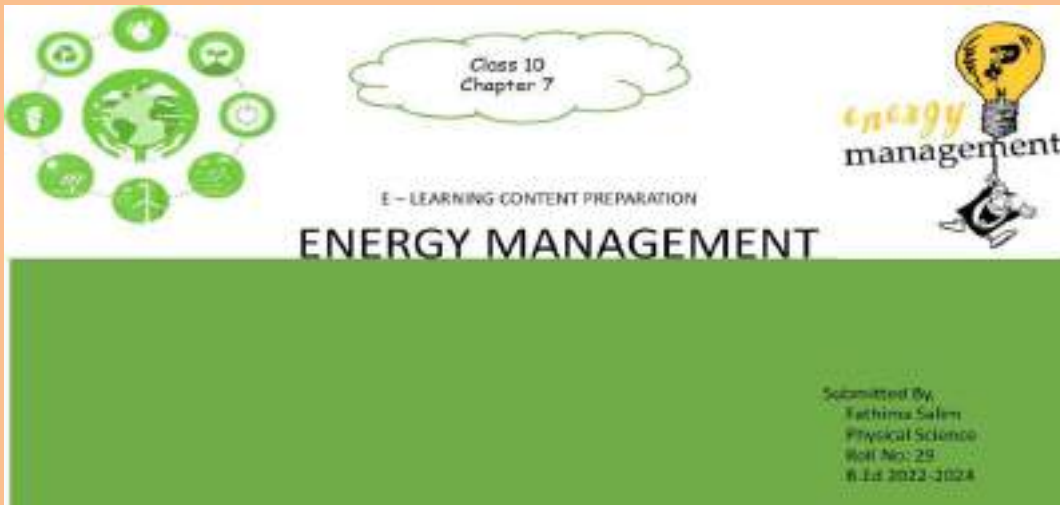 Class 10
Chapter 7
energy
management
E – LEARNING CONTENT PREPARATION
ENERGY MANAGEMENT
Submitted By,
Fathima Salim
Physical Science
Roll No: 29
B.Ed 2022-2024